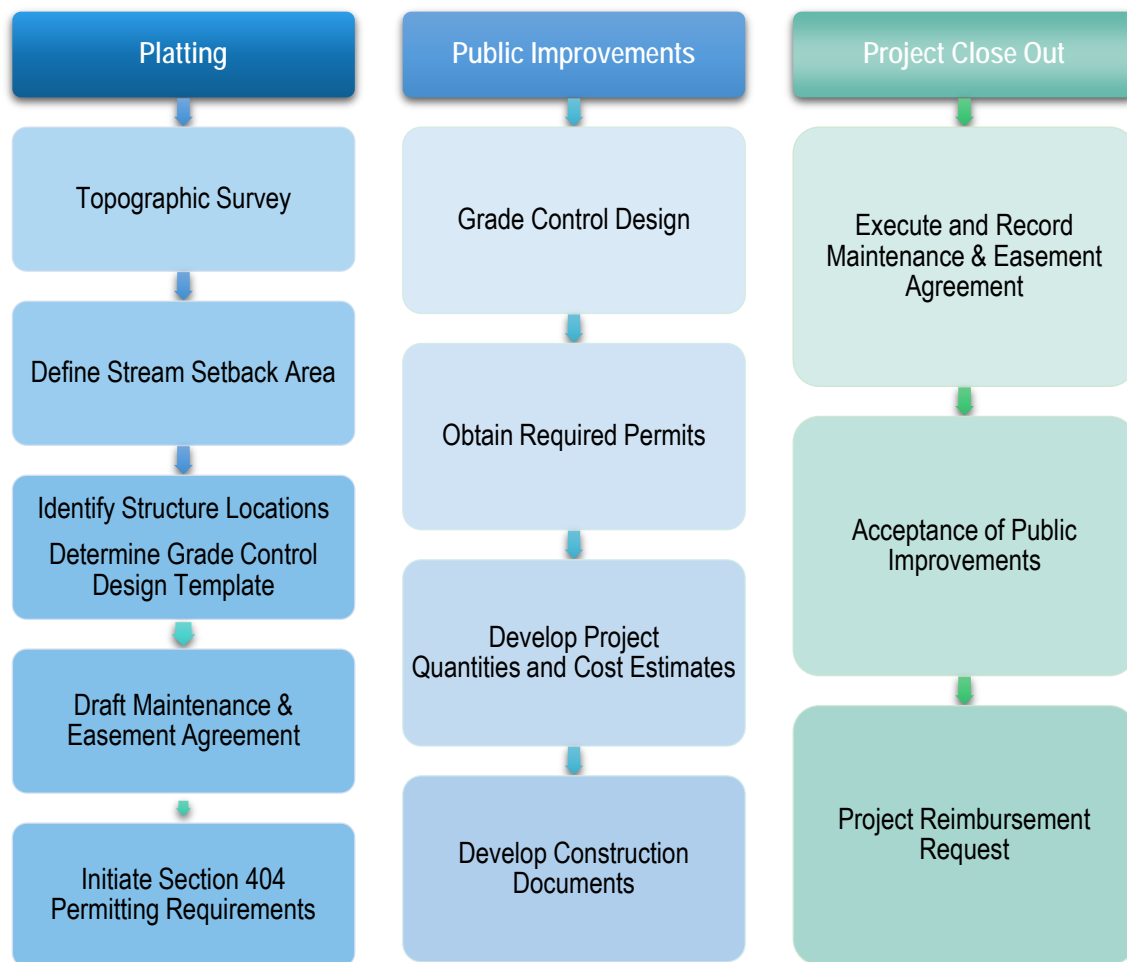 Platting
Topographic Survey
Define Stream Setback Area
Identify Structure Locations
Determine Grade Control
Design Template
Draft Maintenance &
Easement Agreement
Initiate Section 404
Permitting Requirements
Public Improvements
Grade Control Design
Obtain Required Permits
Develop Project
Quantities and Cost Estimates
Develop Construction
Documents
Project Close Out
Execute and Record
Maintenance & Easement
Agreement
Acceptance of Public
Improvements
Project Reimbursement
Request